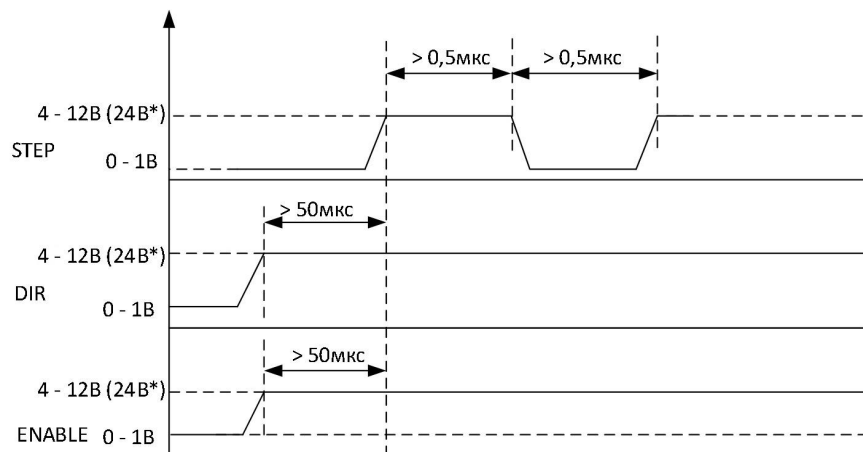 > 0,5мкс
> 0,5мкс
4 - 12В (24В*)
STEP
0 - 1В
> 50мкс
4 - 12В (24В*)
DIR
0 - 1В
> 50мкс
4 - 12В (24В*)
ENABLE
0 - 1В